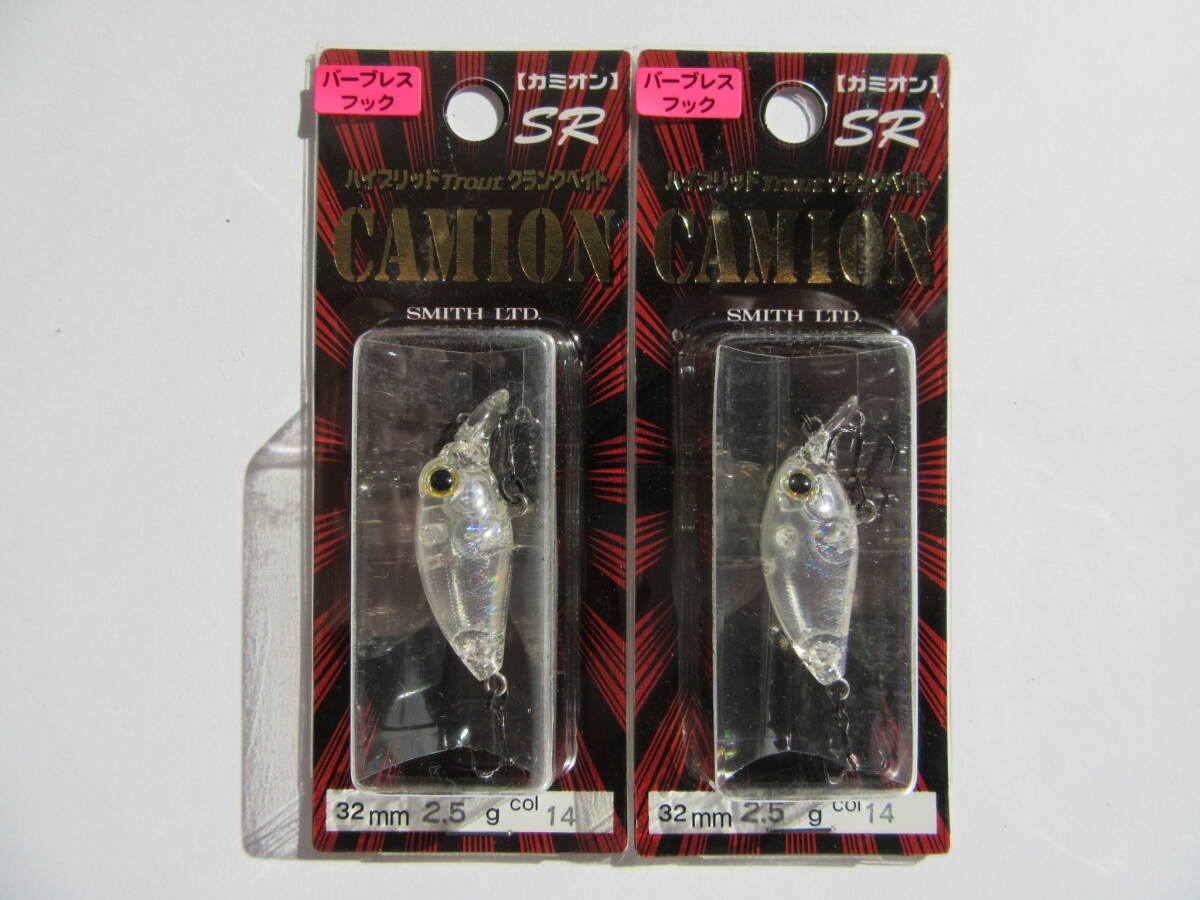 バーブレス
フック
【カミオン】
SR
ハイブリッドTroutクランクベイト
CAMION
SMITH LTD.
32mm 2.5 g col 14
バーブレス
フック
【カミオン】
SR
ハイブリッドTroutクランクベイト
CAMION
SMITH LTD.
32mm 2.5 g col 14